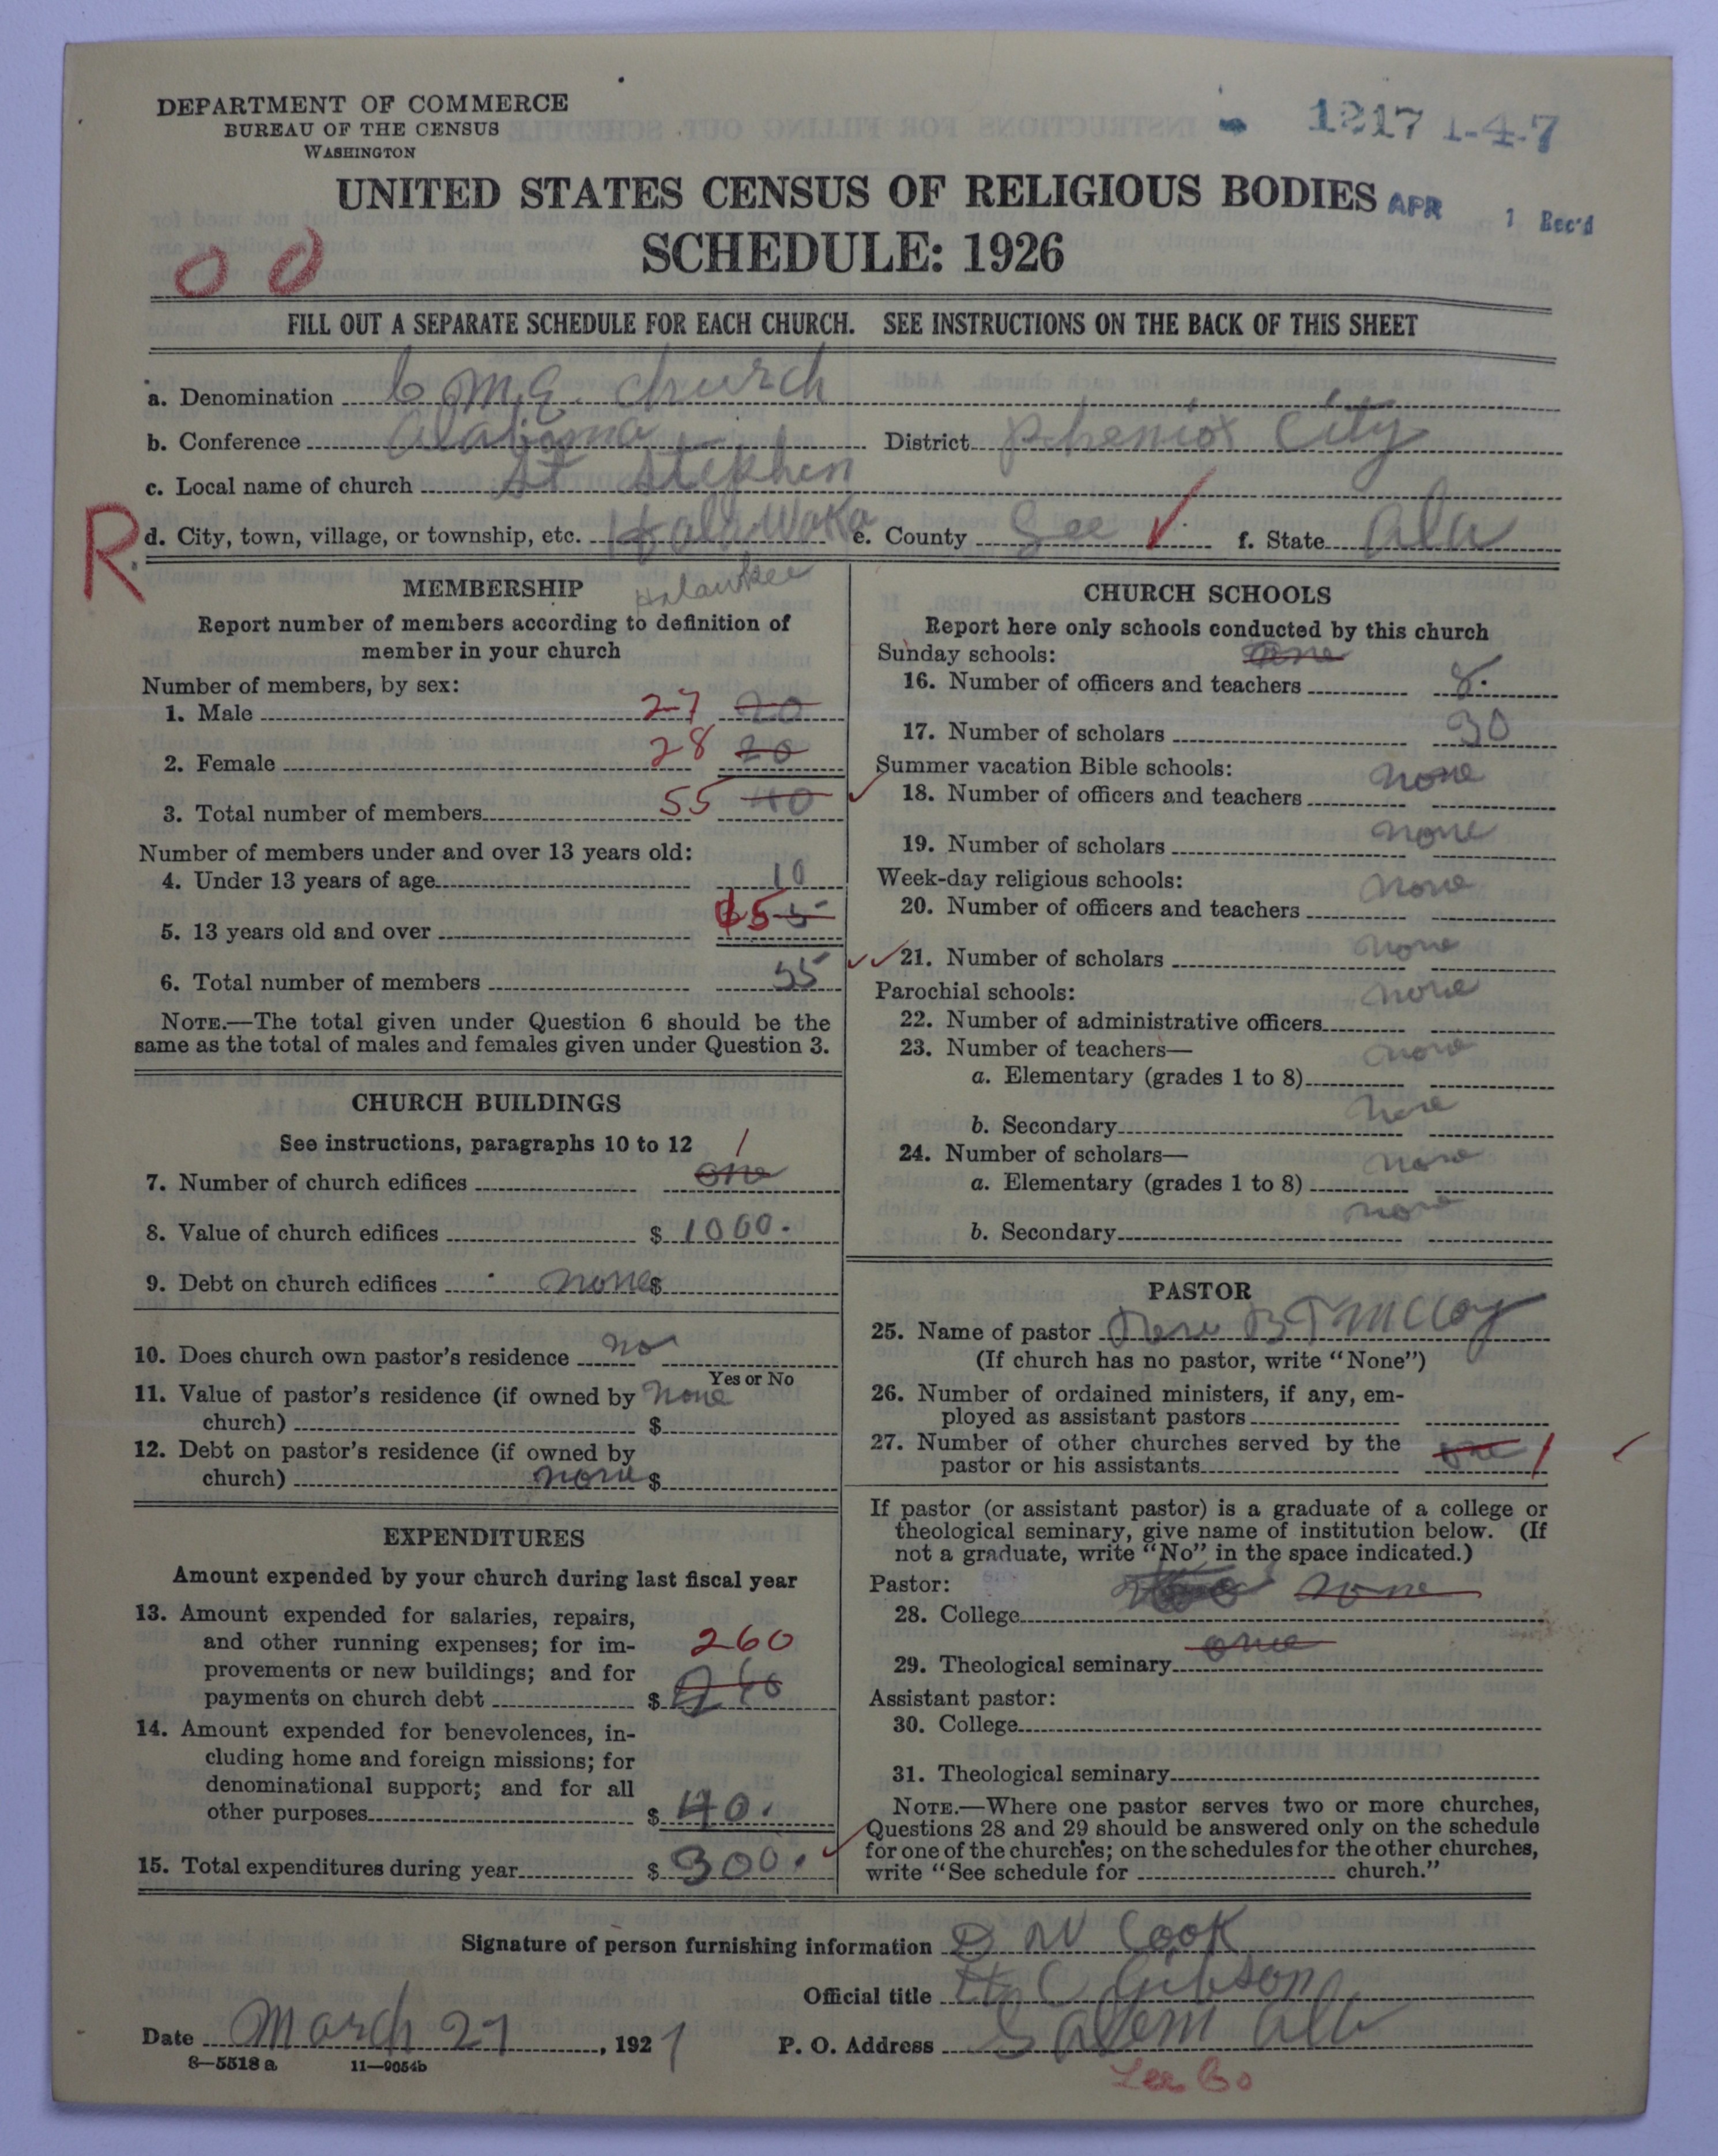 DEPARTMENT OF COMMERCE
BUREAU OF THE CENSUS
WASHINGTON
1217 1-4-7
UNITED STATES CENSUS OF RELIGIOUS BODIES
APR 1 Rec'd
SCHEDULE: 1926
00
FILL OUT A SEPARATE SCHEDULE FOR EACH CHURCH. SEE INSTRUCTIONS ON THE BACK OF THIS SHEET
a. Denomination C M.E. Church
b. Conference Alabama District Pheniox City
c. Local name of church St Stephen
R d. City, town, village, or township, etc. Hallawoka e. County Lee f. State Ala
Halawkee
MEMBERSHIP
Report number of members according to definition of
member in your church
Number of members, by sex:
1. Male 27 20
2. Female 28 20
3. Total number of members 55 40
Number of members under and over 13 years old:
4. Under 13 years of age 10
5. 13 years old and over
6. Total number of members 55
NOTE.—The total given under Question 6 should be the
same as the total of males and females given under Question 3.
CHURCH BUILDINGS
See instructions, paragraphs 10 to 12
7. Number of church edifices one 1
8. Value of church edifices $ 1000.
9. Debt on church edifices none $
10. Does church own pastor's residence no
Yes or No
11. Value of pastor's residence (if owned by none
church) $
12. Debt on pastor's residence (if owned by
church) none $
EXPENDITURES
Amount expended by your church during last fiscal year
13. Amount expended for salaries, repairs,
and other running expenses; for im- 260
provements or new buildings; and for
payments on church debt $ 260
14. Amount expended for benevolences, in-
cluding home and foreign missions; for
denominational support; and for all
other purposes $ 40.
15. Total expenditures during year $ 300.
CHURCH SCHOOLS
Report here only schools conducted by this church
Sunday schools: one
16. Number of officers and teachers 8.
17. Number of scholars 30
Summer vacation Bible schools: none
18. Number of officers and teachers
19. Number of scholars none
Week-day religious schools: none
20. Number of officers and teachers
21. Number of scholars none
Parochial schools: none
22. Number of administrative officers
23. Number of teachers— none
a. Elementary (grades 1 to 8)
b. Secondary none
24. Number of scholars— none
a. Elementary (grades 1 to 8)
b. Secondary none
PASTOR
25. Name of pastor Rev B T McCloy
(If church has no pastor, write "None")
26. Number of ordained ministers, if any, em-
ployed as assistant pastors
27. Number of other churches served by the one 1
pastor or his assistants
If pastor (or assistant pastor) is a graduate of a college or
theological seminary, give name of institution below. (If
not a graduate, write "No" in the space indicated.)
Pastor: none
28. College
29. Theological seminary one
Assistant pastor:
30. College
31. Theological seminary
NOTE.—Where one pastor serves two or more churches,
Questions 28 and 29 should be answered only on the schedule
for one of the churches; on the schedules for the other churches,
write "See schedule for church."
Signature of person furnishing information D W Cook
Official title H C Gibson
Date March 27, 1927 P. O. Address Salem Ala
8—5518 a 11—9054b
Lee Co